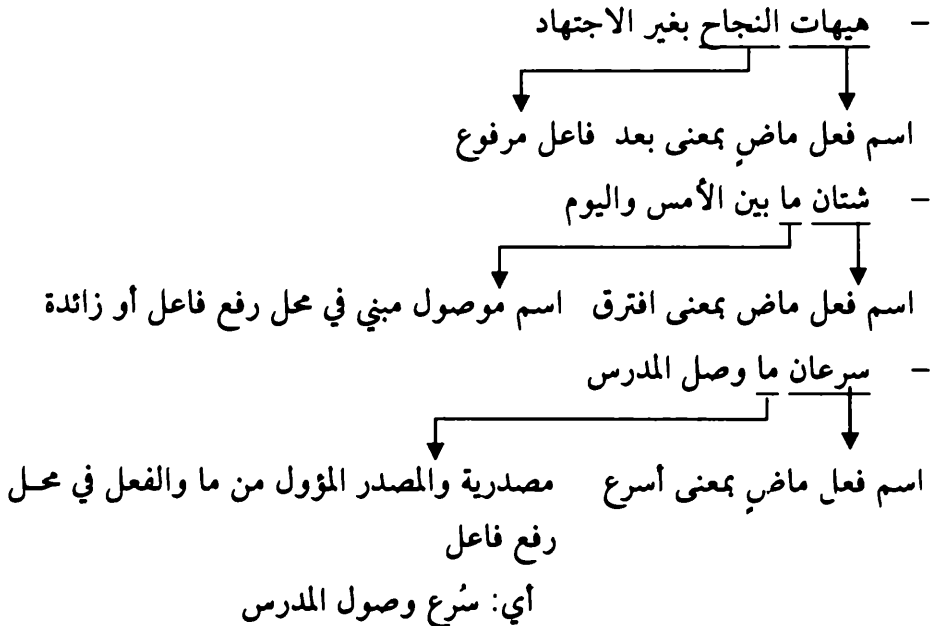 - هيهات النجاح بغير الاجتهاد
اسم فعل ماضٍ بمعنى بعد فاعل مرفوع
- شتان ما بين الأمس واليوم
اسم فعل ماض بمعنى افترق اسم موصول مبني في محل رفع فاعل أو زائدة
- سرعان ما وصل المدرس
اسم فعل ماضٍ بمعنى أسرع مصدرية والمصدر المؤول من ما والفعل في محل
رفع فاعل
أي: سُرع وصول المدرس